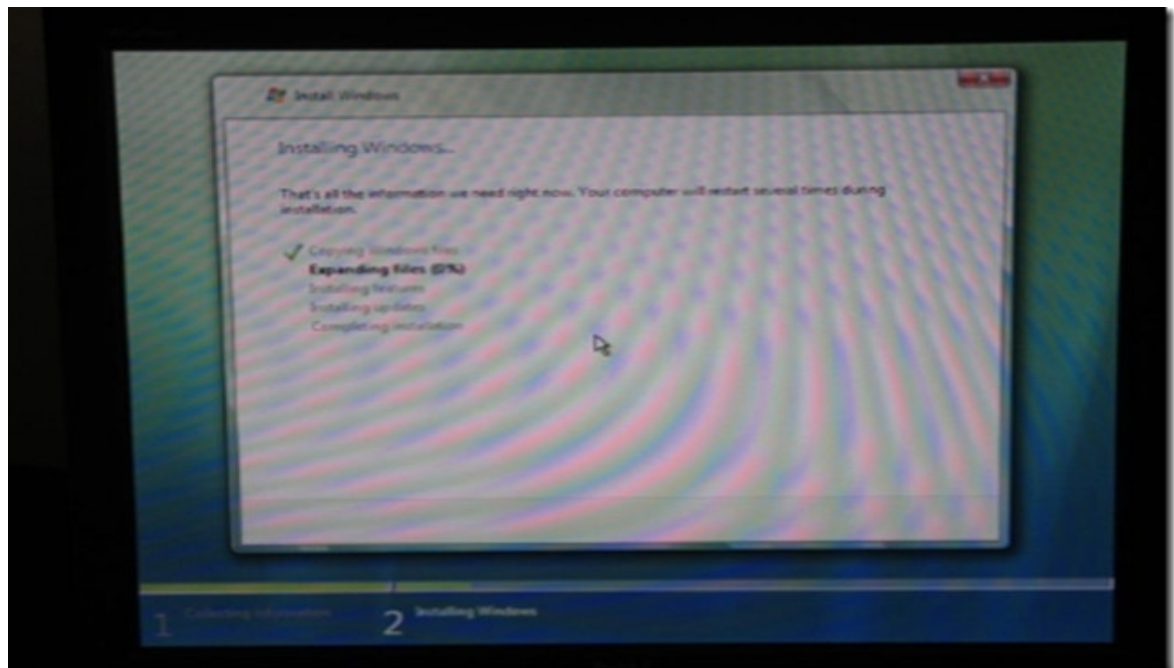 Install Windows
Installing Windows...
That's all the information we need right now. Your computer will restart several times during
installation.
Copying Windows files
Expanding files (0%)
Installing features
Installing updates
Completing installation
1 Collecting information
2 Installing Windows